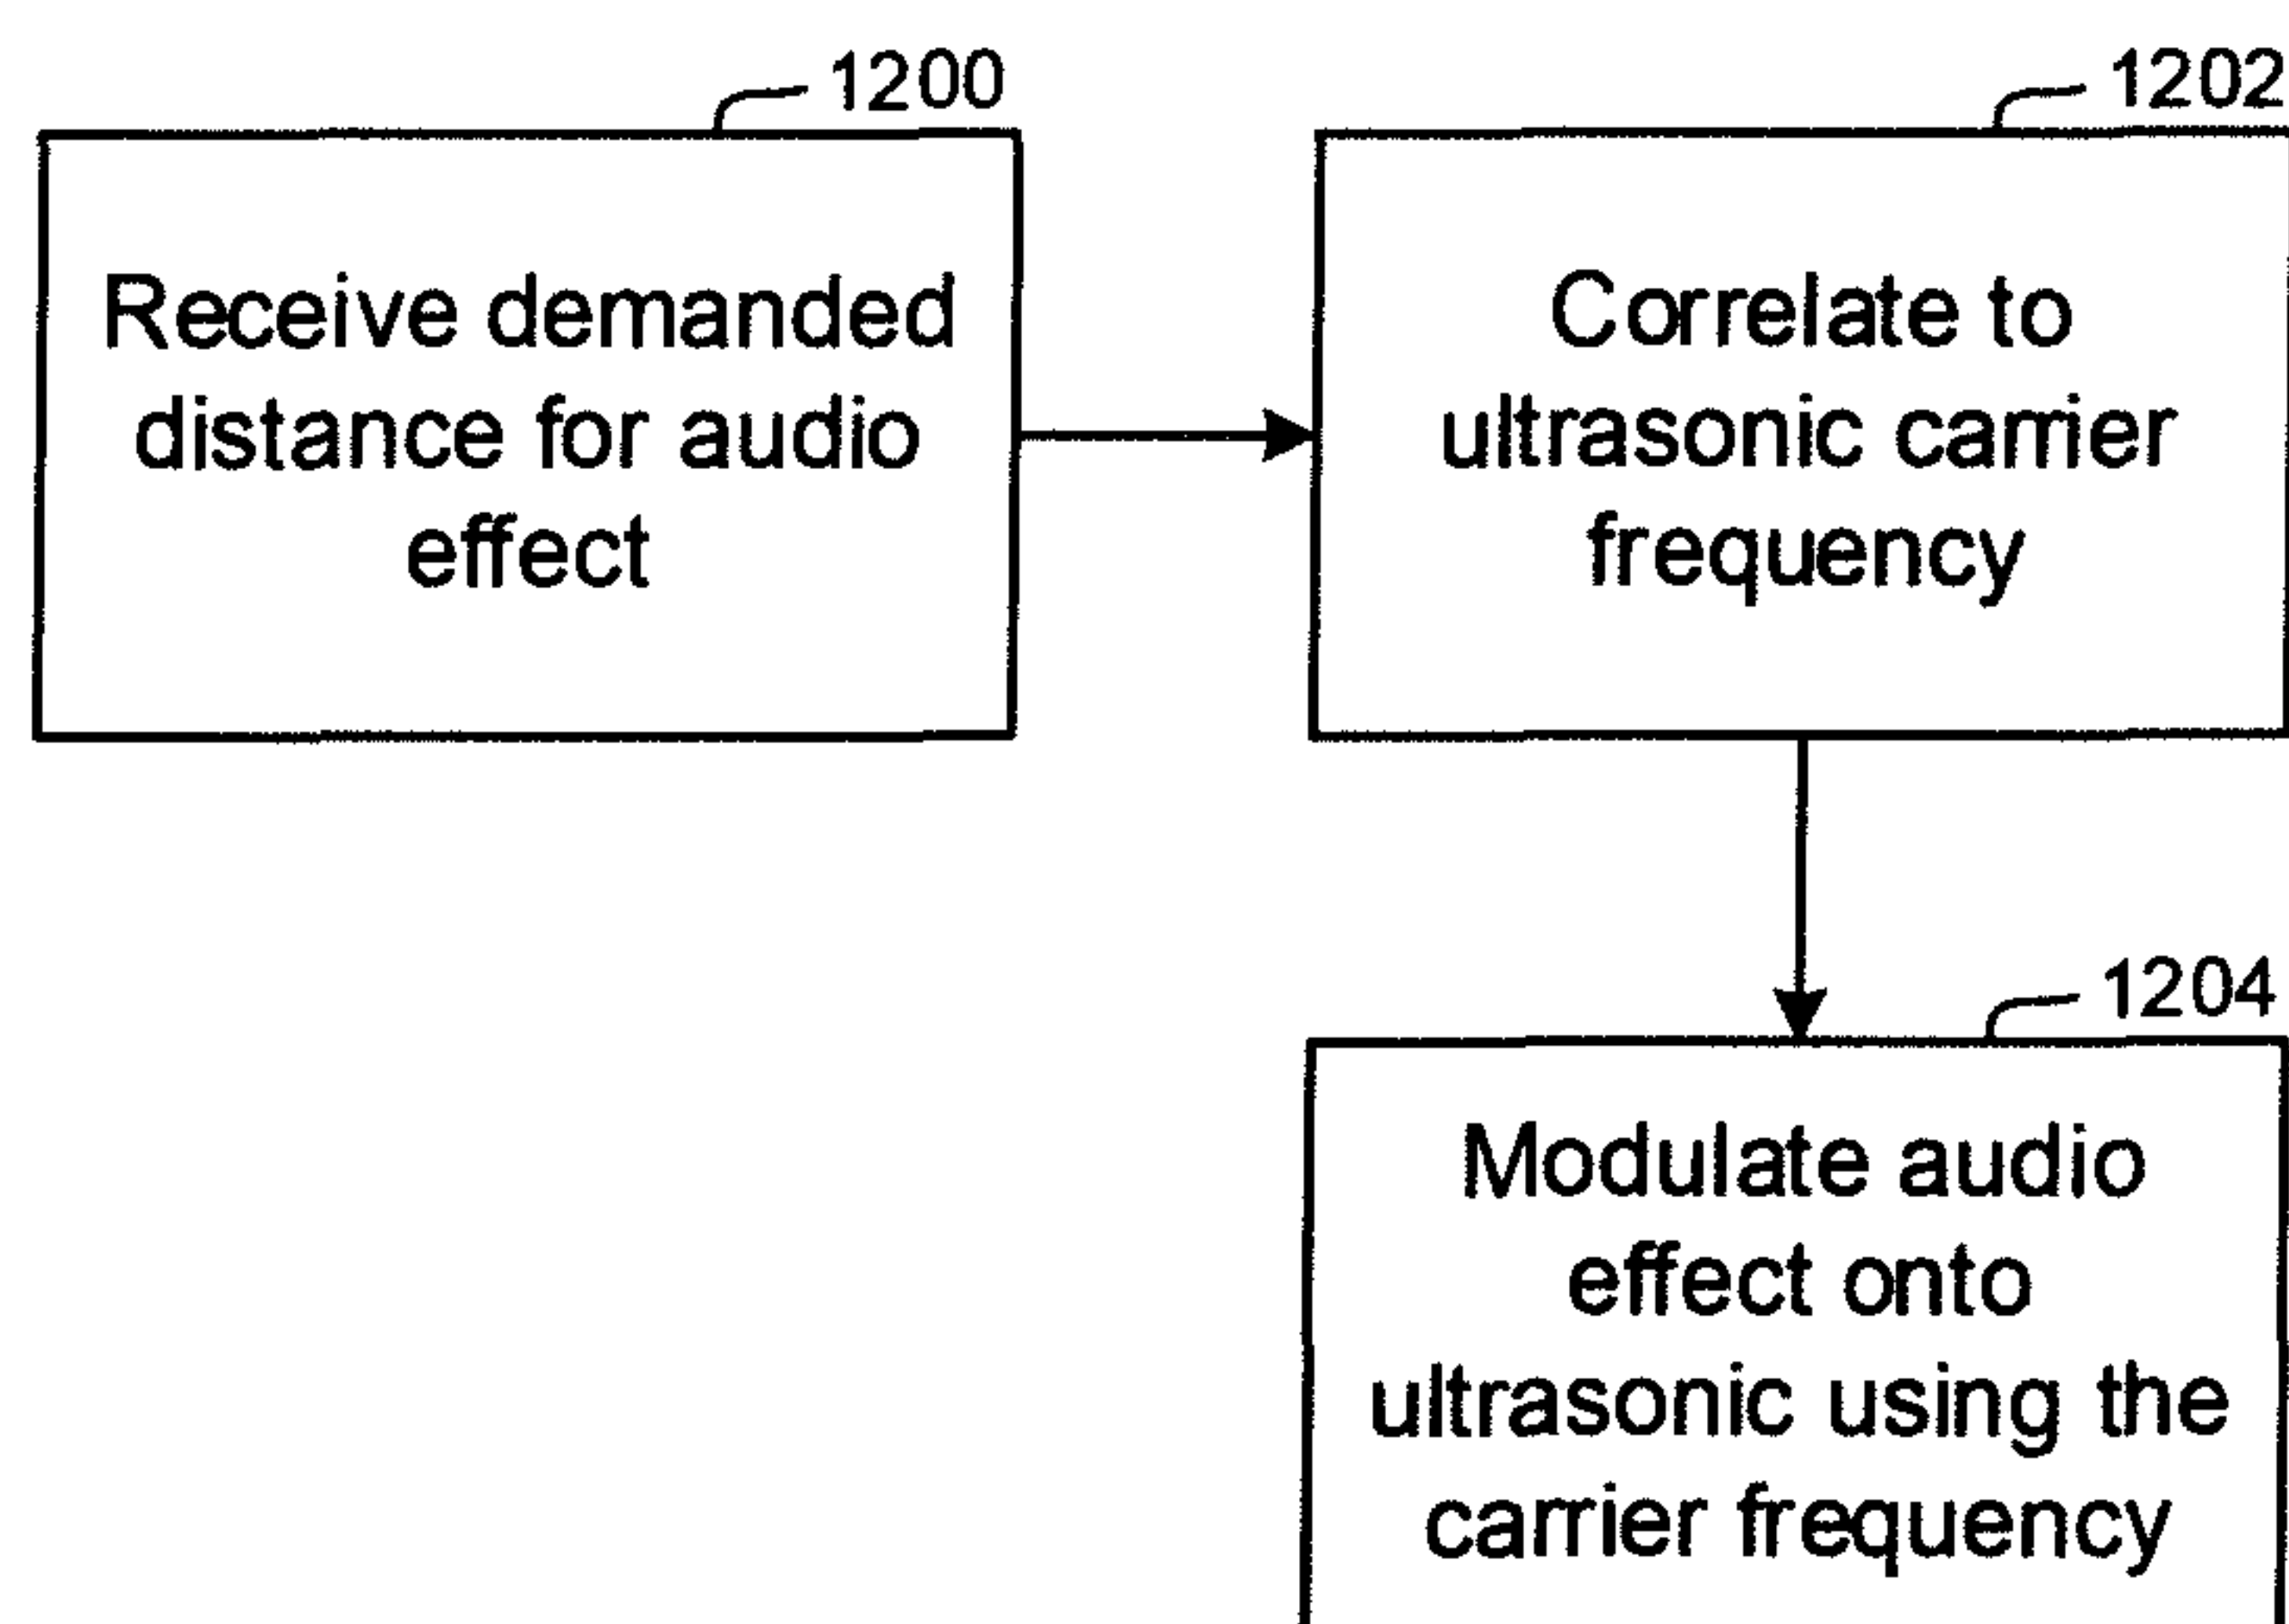 1200
Receive demanded
distance for audio
effect
1202
Correlate to
ultrasonic carrier
frequency
1204
Modulate audio
effect onto
ultrasonic using the
carrier frequency